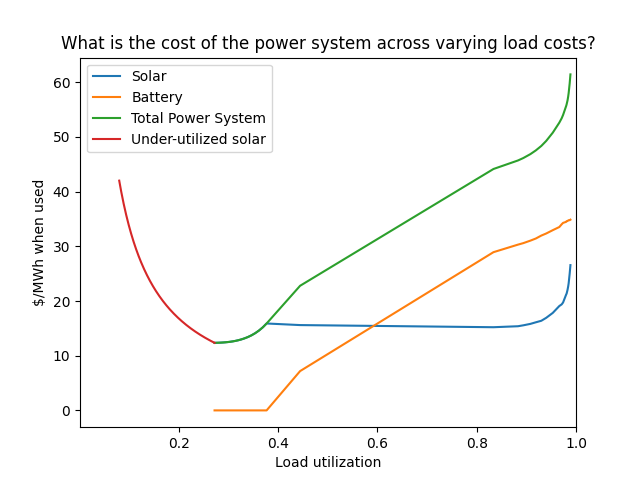 What is the cost of the power system across varying load costs?
Solar
Battery
Total Power System
Under-utilized solar
$/MWh when used
60
50
40
30
20
10
0
0.2 0.4 0.6 0.8 1.0
Load utilization